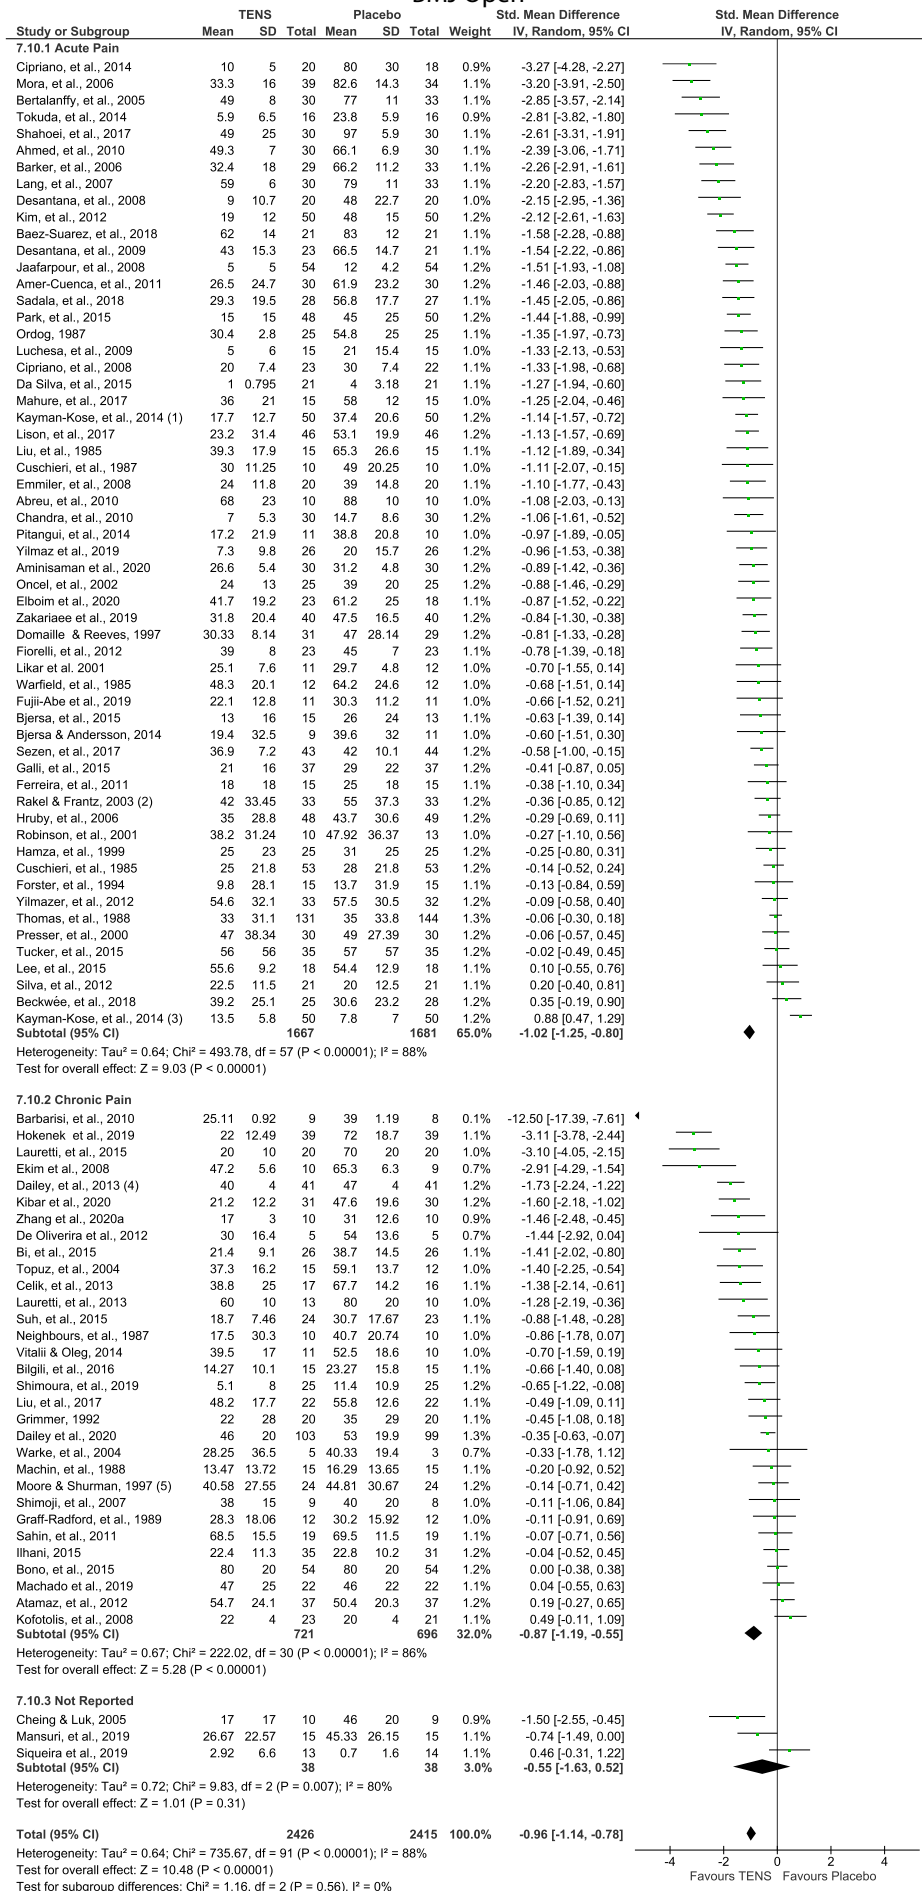 BMJ Open
TENS Placebo Std. Mean Difference Std. Mean Difference
Study or Subgroup Mean SD Total Mean SD Total Weight IV, Random, 95% CI IV, Random, 95% CI
7.10.1 Acute Pain
Cipriano, et al., 2014 10 5 20 80 30 18 0.9% -3.27 [-4.28, -2.27]
Mora, et al., 2006 33.3 16 39 82.6 14.3 34 1.1% -3.20 [-3.91, -2.50]
Bertalanffy, et al., 2005 49 8 30 77 11 33 1.1% -2.85 [-3.57, -2.14]
Tokuda, et al., 2014 5.9 6.5 16 23.8 5.9 16 0.9% -2.81 [-3.82, -1.80]
Shahoei, et al., 2017 49 25 30 97 5.9 30 1.1% -2.61 [-3.31, -1.91]
Ahmed, et al., 2010 49.3 7 30 66.1 6.9 30 1.1% -2.39 [-3.06, -1.71]
Barker, et al., 2006 32.4 18 29 66.2 11.2 33 1.1% -2.26 [-2.91, -1.61]
Lang, et al., 2007 59 6 30 79 11 33 1.1% -2.20 [-2.83, -1.57]
Desantana, et al., 2008 9 10.7 20 48 22.7 20 1.0% -2.15 [-2.95, -1.36]
Kim, et al., 2012 19 12 50 48 15 50 1.2% -2.12 [-2.61, -1.63]
Baez-Suarez, et al., 2018 62 14 21 83 12 21 1.1% -1.58 [-2.28, -0.88]
Desantana, et al., 2009 43 15.3 23 66.5 14.7 21 1.1% -1.54 [-2.22, -0.86]
Jaafarpour, et al., 2008 5 5 54 12 4.2 54 1.2% -1.51 [-1.93, -1.08]
Amer-Cuenca, et al., 2011 26.5 24.7 30 61.9 23.2 30 1.2% -1.46 [-2.03, -0.88]
Sadala, et al., 2018 29.3 19.5 28 56.8 17.7 27 1.1% -1.45 [-2.05, -0.86]
Park, et al., 2015 15 15 48 45 25 50 1.2% -1.44 [-1.88, -0.99]
Ordog, 1987 30.4 2.8 25 54.8 25 25 1.1% -1.35 [-1.97, -0.73]
Luchesa, et al., 2009 5 6 15 21 15.4 15 1.0% -1.33 [-2.13, -0.53]
Cipriano, et al., 2008 20 7.4 23 30 7.4 22 1.1% -1.33 [-1.98, -0.68]
Da Silva, et al., 2015 1 0.795 21 4 3.18 21 1.1% -1.27 [-1.94, -0.60]
Mahure, et al., 2017 36 21 15 58 12 15 1.1% -1.25 [-2.04, -0.46]
Kayman-Kose, et al., 2014 (1) 17.7 12.7 50 37.4 20.6 50 1.2% -1.14 [-1.57, -0.72]
Lison, et al., 2017 23.2 31.4 46 53.1 19.9 46 1.2% -1.13 [-1.57, -0.69]
Liu, et al., 1985 39.3 17.9 15 65.3 26.6 15 1.1% -1.12 [-1.89, -0.34]
Cuschieri, et al., 1987 30 11.25 10 49 20.25 10 1.0% -1.11 [-2.07, -0.15]
Emmiler, et al., 2008 24 11.8 20 39 14.8 20 1.1% -1.10 [-1.77, -0.43]
Abreu, et al., 2010 68 23 10 88 10 10 1.0% -1.08 [-2.03, -0.13]
Chandra, et al., 2010 7 5.3 30 14.7 8.6 30 1.2% -1.06 [-1.61, -0.52]
Pitangui, et al., 2014 17.2 21.9 11 38.8 20.8 10 1.0% -0.97 [-1.89, -0.05]
Yilmaz et al., 2019 7.3 9.8 26 20 15.7 26 1.2% -0.96 [-1.53, -0.38]
Aminisaman et al., 2020 26.6 5.4 30 31.2 4.8 30 1.2% -0.89 [-1.42, -0.36]
Oncel, et al., 2002 24 13 25 39 20 25 1.2% -0.88 [-1.46, -0.29]
Elboim et al., 2020 41.7 19.2 23 61.2 25 18 1.1% -0.87 [-1.52, -0.22]
Zakariaee et al., 2019 31.8 20.4 40 47.5 16.5 40 1.2% -0.84 [-1.30, -0.38]
Domaille & Reeves, 1997 30.33 8.14 31 47 28.14 29 1.2% -0.81 [-1.33, -0.28]
Fiorelli, et al., 2012 39 8 23 45 7 23 1.1% -0.78 [-1.39, -0.18]
Likar et al. 2001 25.1 7.6 11 29.7 4.8 12 1.0% -0.70 [-1.55, 0.14]
Warfield, et al., 1985 48.3 20.1 12 64.2 24.6 12 1.0% -0.68 [-1.51, 0.14]
Fujii-Abe et al., 2019 22.1 12.8 11 30.3 11.2 11 1.0% -0.66 [-1.52, 0.21]
Bjersa, et al., 2015 13 16 15 26 24 13 1.1% -0.63 [-1.39, 0.14]
Bjersa & Andersson, 2014 19.4 32.5 9 39.6 32 11 1.0% -0.60 [-1.51, 0.30]
Sezen, et al., 2017 36.9 7.2 43 42 10.1 44 1.2% -0.58 [-1.00, -0.15]
Galli, et al., 2015 21 16 37 29 22 37 1.2% -0.41 [-0.87, 0.05]
Ferreira, et al., 2011 18 18 15 25 18 15 1.1% -0.38 [-1.10, 0.34]
Rakel & Frantz, 2003 (2) 42 33.45 33 55 37.3 33 1.2% -0.36 [-0.85, 0.12]
Hruby, et al., 2006 35 28.8 48 43.7 30.6 49 1.2% -0.29 [-0.69, 0.11]
Robinson, et al., 2001 38.2 31.24 10 47.92 36.37 13 1.0% -0.27 [-1.10, 0.56]
Hamza, et al., 1999 25 23 25 31 25 25 1.2% -0.25 [-0.80, 0.31]
Cuschieri, et al., 1985 25 21.8 53 28 21.8 53 1.2% -0.14 [-0.52, 0.24]
Forster, et al., 1994 9.8 28.1 15 13.7 31.9 15 1.1% -0.13 [-0.84, 0.59]
Yilmazer, et al., 2012 54.6 32.1 33 57.5 30.5 32 1.2% -0.09 [-0.58, 0.40]
Thomas, et al., 1988 33 31.1 131 35 33.8 144 1.3% -0.06 [-0.30, 0.18]
Presser, et al., 2000 47 38.34 30 49 27.39 30 1.2% -0.06 [-0.57, 0.45]
Tucker, et al., 2015 56 56 35 57 57 35 1.2% -0.02 [-0.49, 0.45]
Lee, et al., 2015 55.6 9.2 18 54.4 12.9 18 1.1% 0.10 [-0.55, 0.76]
Silva, et al., 2012 22.5 11.5 21 20 12.5 21 1.1% 0.20 [-0.40, 0.81]
Beckwée, et al., 2018 39.2 25.1 25 30.6 23.2 28 1.2% 0.35 [-0.19, 0.90]
Kayman-Kose, et al., 2014 (3) 13.5 5.8 50 7.8 7 50 1.2% 0.88 [0.47, 1.29]
Subtotal (95% CI) 1667 1681 65.0% -1.02 [-1.25, -0.80]
Heterogeneity: Tau² = 0.64; Chi² = 493.78, df = 57 (P < 0.00001); I² = 88%
Test for overall effect: Z = 9.03 (P < 0.00001)
7.10.2 Chronic Pain
Barbarisi, et al., 2010 25.11 0.92 9 39 1.19 8 0.1% -12.50 [-17.39, -7.61]
Hokenek et al., 2019 22 12.49 39 72 18.7 39 1.1% -3.11 [-3.78, -2.44]
Lauretti, et al., 2015 20 10 20 70 20 20 1.0% -3.10 [-4.05, -2.15]
Ekim et al., 2008 47.2 5.6 10 65.3 6.3 9 0.7% -2.91 [-4.29, -1.54]
Dailey, et al., 2013 (4) 40 4 41 47 4 41 1.2% -1.73 [-2.24, -1.22]
Kibar et al., 2020 21.2 12.2 31 47.6 19.6 30 1.2% -1.60 [-2.18, -1.02]
Zhang et al., 2020a 17 3 10 31 12.6 10 0.9% -1.46 [-2.48, -0.45]
De Oliverira et al., 2012 30 16.4 5 54 13.6 5 0.7% -1.44 [-2.92, 0.04]
Bi, et al., 2015 21.4 9.1 26 38.7 14.5 26 1.1% -1.41 [-2.02, -0.80]
Topuz, et al., 2004 37.3 16.2 15 59.1 13.7 12 1.0% -1.40 [-2.25, -0.54]
Celik, et al., 2013 38.8 25 17 67.7 14.2 16 1.1% -1.38 [-2.14, -0.61]
Lauretti, et al., 2013 60 10 13 80 20 10 1.0% -1.28 [-2.19, -0.36]
Suh, et al., 2015 18.7 7.46 24 30.7 17.67 23 1.1% -0.88 [-1.48, -0.28]
Neighbours, et al., 1987 17.5 30.3 10 40.7 20.74 10 1.0% -0.86 [-1.78, 0.07]
Vitalii & Oleg, 2014 39.5 17 11 52.5 18.6 10 1.0% -0.70 [-1.59, 0.19]
Bilgili, et al., 2016 14.27 10.1 15 23.27 15.8 15 1.1% -0.66 [-1.40, 0.08]
Shimoura, et al., 2019 5.1 8 25 11.4 10.9 25 1.2% -0.65 [-1.22, -0.08]
Liu, et al., 2017 48.2 17.7 22 55.8 12.6 22 1.1% -0.49 [-1.09, 0.11]
Grimmer, 1992 22 28 20 35 29 20 1.1% -0.45 [-1.08, 0.18]
Dailey et al., 2020 46 20 103 53 19.9 99 1.3% -0.35 [-0.63, -0.07]
Warke, et al., 2004 28.25 36.5 5 40.33 19.4 3 0.7% -0.33 [-1.78, 1.12]
Machin, et al., 1988 13.47 13.72 15 16.29 13.65 15 1.1% -0.20 [-0.92, 0.52]
Moore & Shurman, 1997 (5) 40.58 27.55 24 44.81 30.67 24 1.2% -0.14 [-0.71, 0.42]
Shimoji, et al., 2007 38 15 9 40 20 8 1.0% -0.11 [-1.06, 0.84]
Graff-Radford, et al., 1989 28.3 18.06 12 30.2 15.92 12 1.0% -0.11 [-0.91, 0.69]
Sahin, et al., 2011 68.5 15.5 19 69.5 11.5 19 1.1% -0.07 [-0.71, 0.56]
Ilhani, et al., 2015 22.4 11.3 35 22.8 10.2 31 1.2% -0.04 [-0.52, 0.45]
Bono, et al., 2015 80 20 54 80 20 54 1.2% 0.00 [-0.38, 0.38]
Machado et al., 2019 47 25 22 46 22 22 1.1% 0.04 [-0.55, 0.63]
Atamaz, et al., 2012 54.7 24.1 37 50.4 20.3 37 1.2% 0.19 [-0.27, 0.65]
Kofotolis, et al., 2008 22 4 23 20 4 21 1.1% 0.49 [-0.11, 1.09]
Subtotal (95% CI) 721 696 32.0% -0.87 [-1.19, -0.55]
Heterogeneity: Tau² = 0.67; Chi² = 222.02, df = 30 (P < 0.00001); I² = 86%
Test for overall effect: Z = 5.28 (P < 0.00001)
7.10.3 Not Reported
Cheing & Luk, 2005 17 17 10 46 20 9 0.9% -1.50 [-2.55, -0.45]
Mansuri, et al., 2019 26.67 22.57 15 45.33 26.15 15 1.1% -0.74 [-1.49, 0.00]
Siqueira et al., 2019 2.92 6.6 13 0.7 1.6 14 1.1% 0.46 [-0.31, 1.22]
Subtotal (95% CI) 38 38 3.0% -0.55 [-1.63, 0.52]
Heterogeneity: Tau² = 0.72; Chi² = 9.83, df = 2 (P = 0.007); I² = 80%
Test for overall effect: Z = 1.01 (P = 0.31)
Total (95% CI) 2426 2415 100.0% -0.96 [-1.14, -0.78]
Heterogeneity: Tau² = 0.64; Chi² = 735.67, df = 91 (P < 0.00001); I² = 88%
-4 -2 0 2 4
Test for overall effect: Z = 10.48 (P < 0.00001)
Favours TENS Favours Placebo
Test for subgroup differences: Chi² = 1.16, df = 2 (P = 0.56), I² = 0%